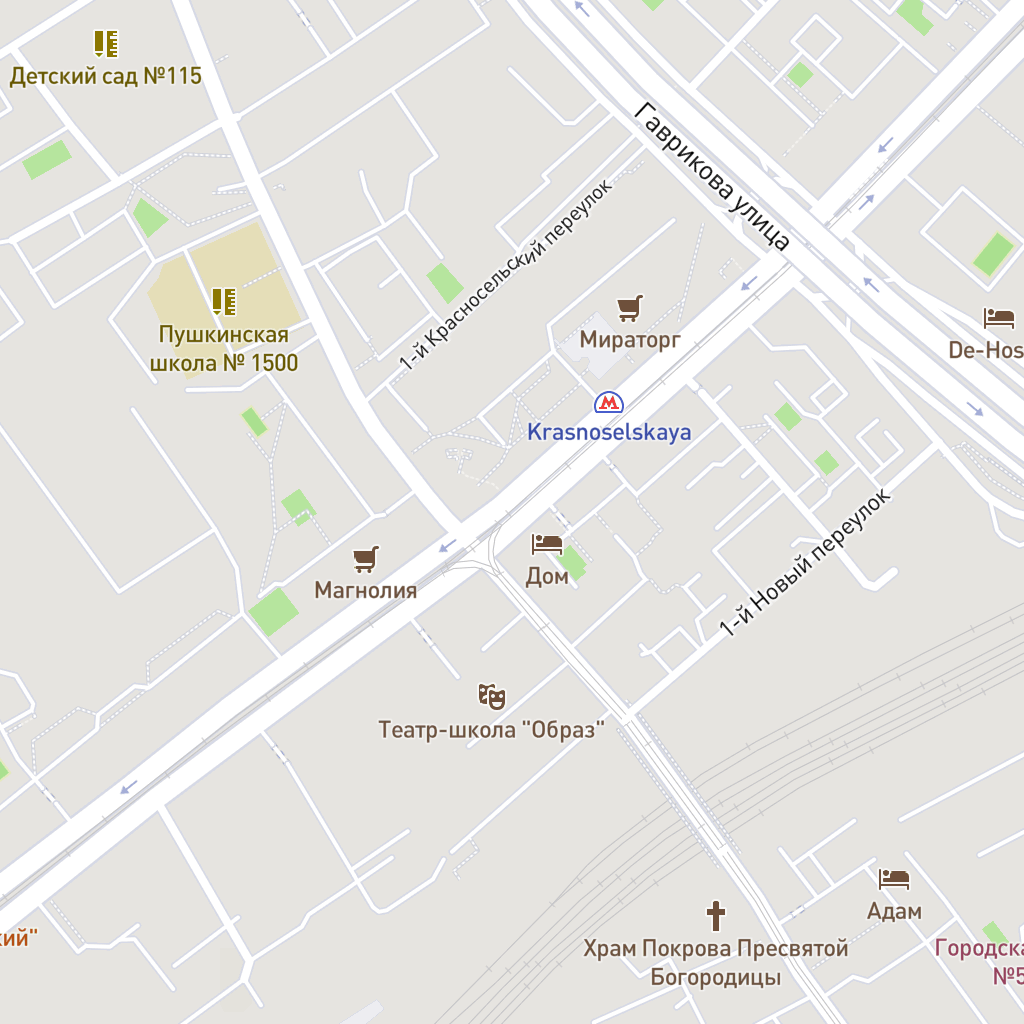 Детский сад №115
Гаврикова улица
1-й Красносельский переулок
Пушкинская
школа № 1500
Мираторг
De-Hos
Krasnoselskaya
1-й Новый переулок
Дом
Магнолия
Театр-школа "Образ"
Адам
кий"
Храм Покрова Пресвятой
Богородицы
Городска
№5